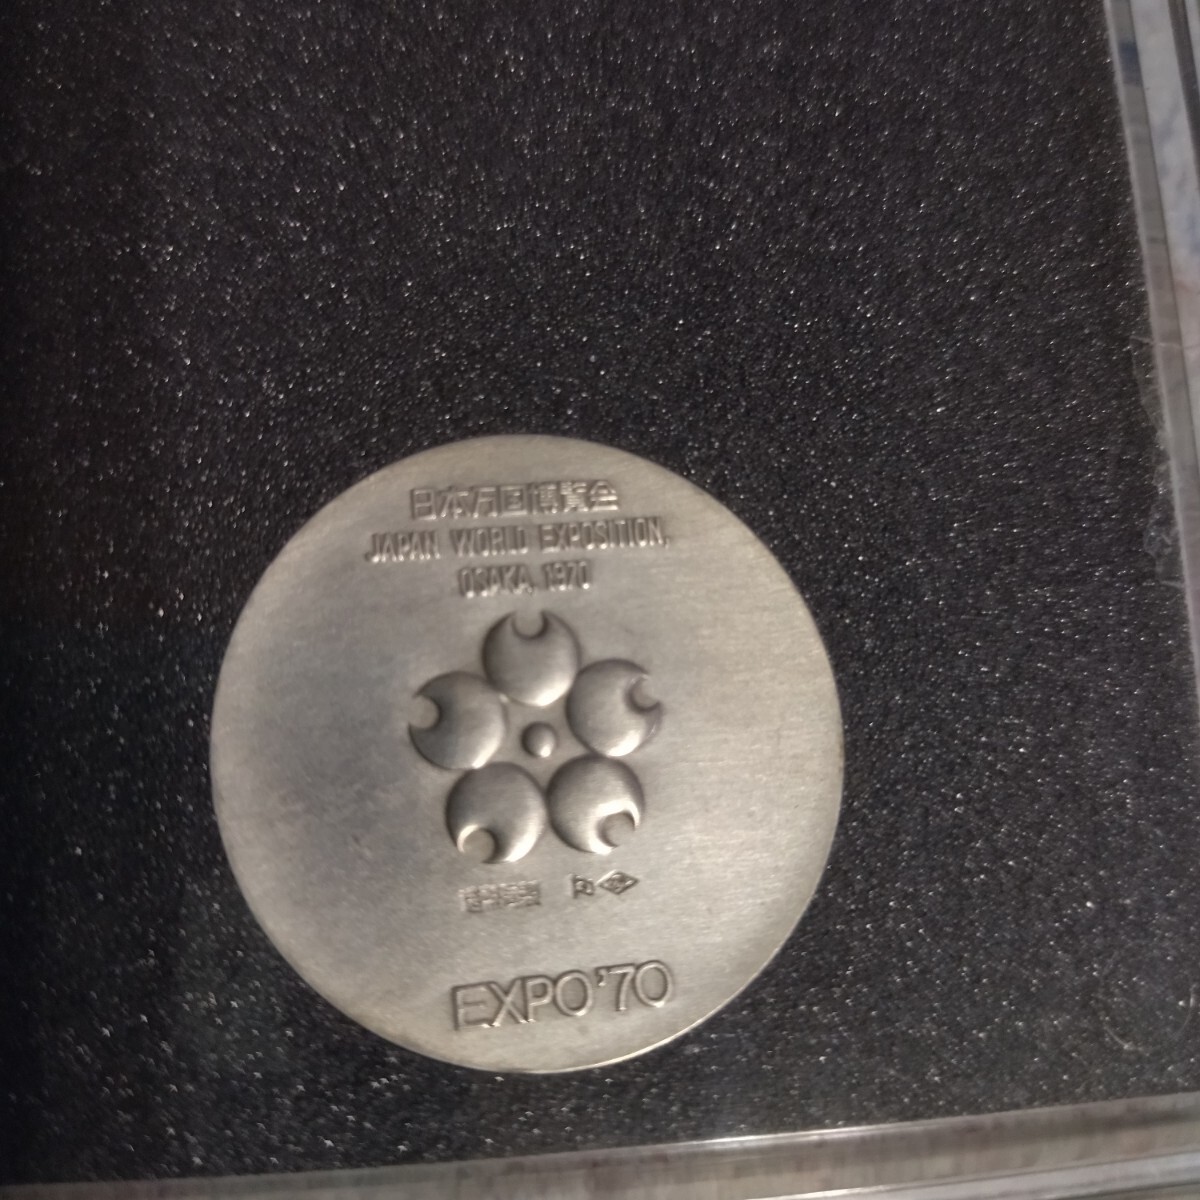 日本万国博覧会
JAPAN WORLD EXPOSITION,
OSAKA, 1970
EXPO'70